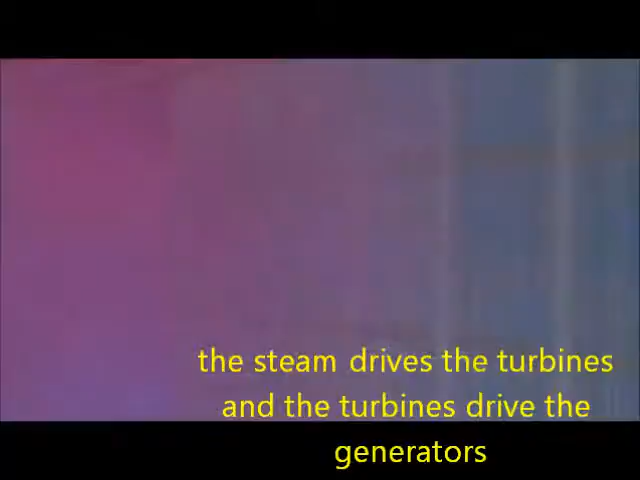 the steam drives the turbines
and the turbines drive the
generators